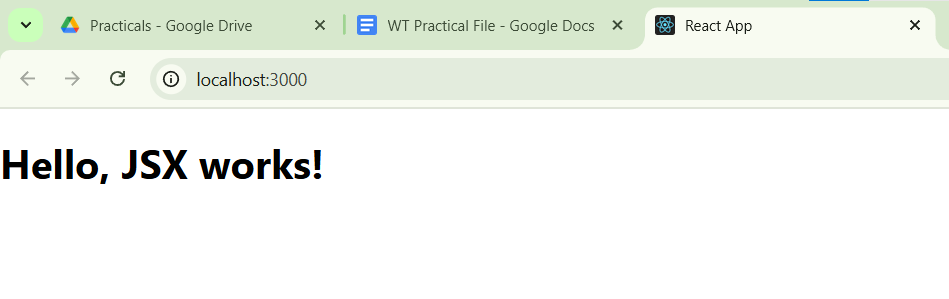 Practicals - Google Drive
WT Practical File - Google Docs
React App
localhost:3000
Hello, JSX works!